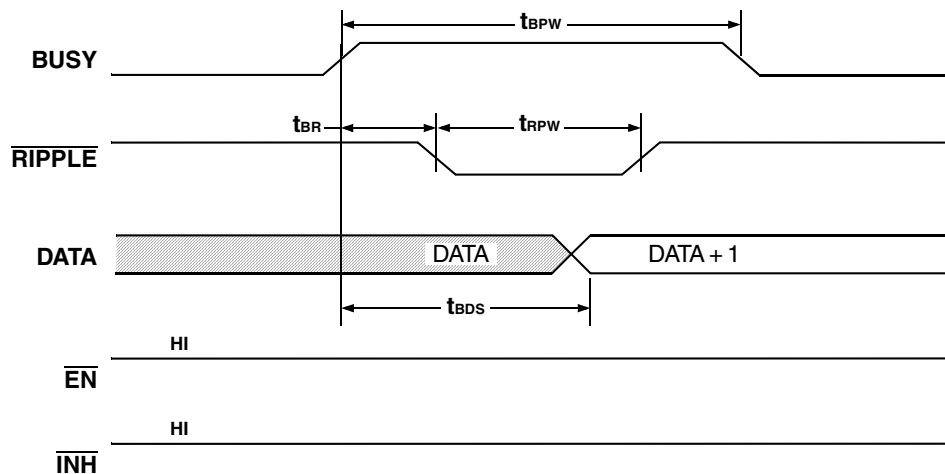 tBPW
BUSY
tBR
tRPW
RIPPLE
DATA
DATA
DATA + 1
tBDS
HI
EN
HI
INH